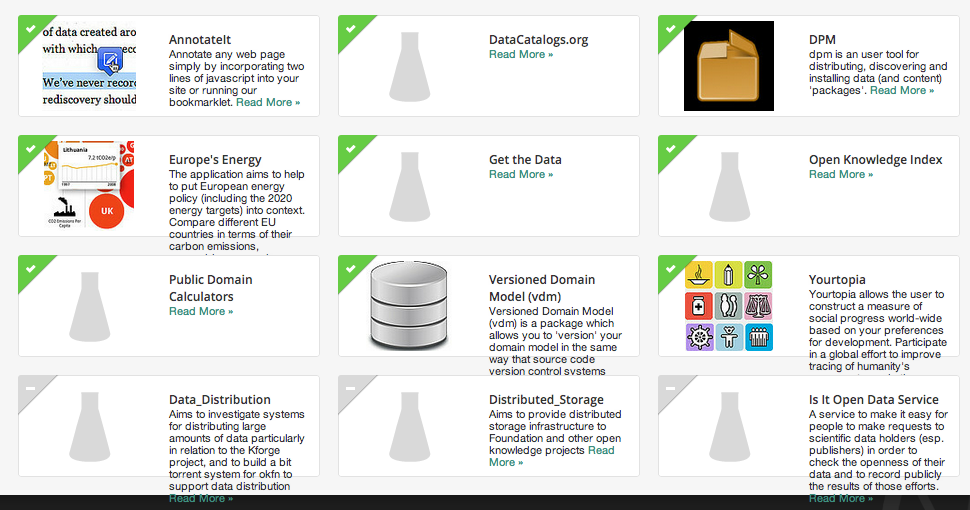 of data created aro
with which
We've never record
rediscovery should
AnnotateIt
Annotate any web page
simply by incorporating two
lines of javascript into your
site or running our
bookmarklet. Read More »
DataCatalogs.org
Read More »
DPM
dpm is an user tool for
distributing, discovering and
installing data (and content)
'packages'. Read More »
Lithuania
7.2 tCO2e/p
1991
2008
UK
AT
PT
CO2 Emissions Per
Capita
Europe's Energy
The application aims to help
to put European energy
policy (including the 2020
energy targets) into context.
Compare different EU
countries in terms of their
carbon emissions,
Get the Data
Read More »
Open Knowledge Index
Read More »
Public Domain
Calculators
Read More »
Versioned Domain
Model (vdm)
Versioned Domain Model
(vdm) is a package which
allows you to 'version' your
domain model in the same
way that source code
version control systems
Yourtopia
Yourtopia allows the user to
construct a measure of
social progress world-wide
based on your preferences
for development. Participate
in a global effort to improve
tracing of humanity's
Data_Distribution
Aims to investigate systems
for distributing large
amounts of data particularly
in relation to the Kforge
project, and to build a bit
torrent system for okfn to
support data distribution
Read More »
Distributed_Storage
Aims to provide distributed
storage infrastructure to
Foundation and other open
knowledge projects Read
More »
Is It Open Data Service
A service to make it easy for
people to make requests to
scientific data holders (esp.
publishers) in order to
check the openness of their
data and to record publicly
the results of those efforts.
Read More »